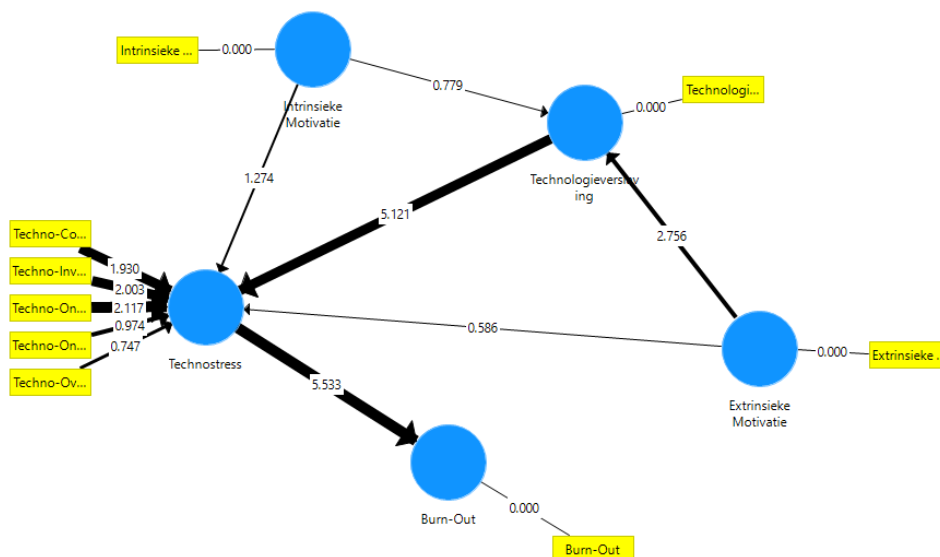 Intrinsieke ...
0.000
Intrinsieke
Motivatie
0.779
0.000
Technologi...
Technologieverslav
ing
1.274
5.121
2.756
Techno-Co...
1.930
Techno-Inv...
2.003
Techno-On...
2.117
0.974
Techno-On...
0.747
Techno-Ov...
Technostress
0.586
0.000
Extrinsieke ...
Extrinsieke
Motivatie
5.533
Burn-Out
0.000
Burn-Out